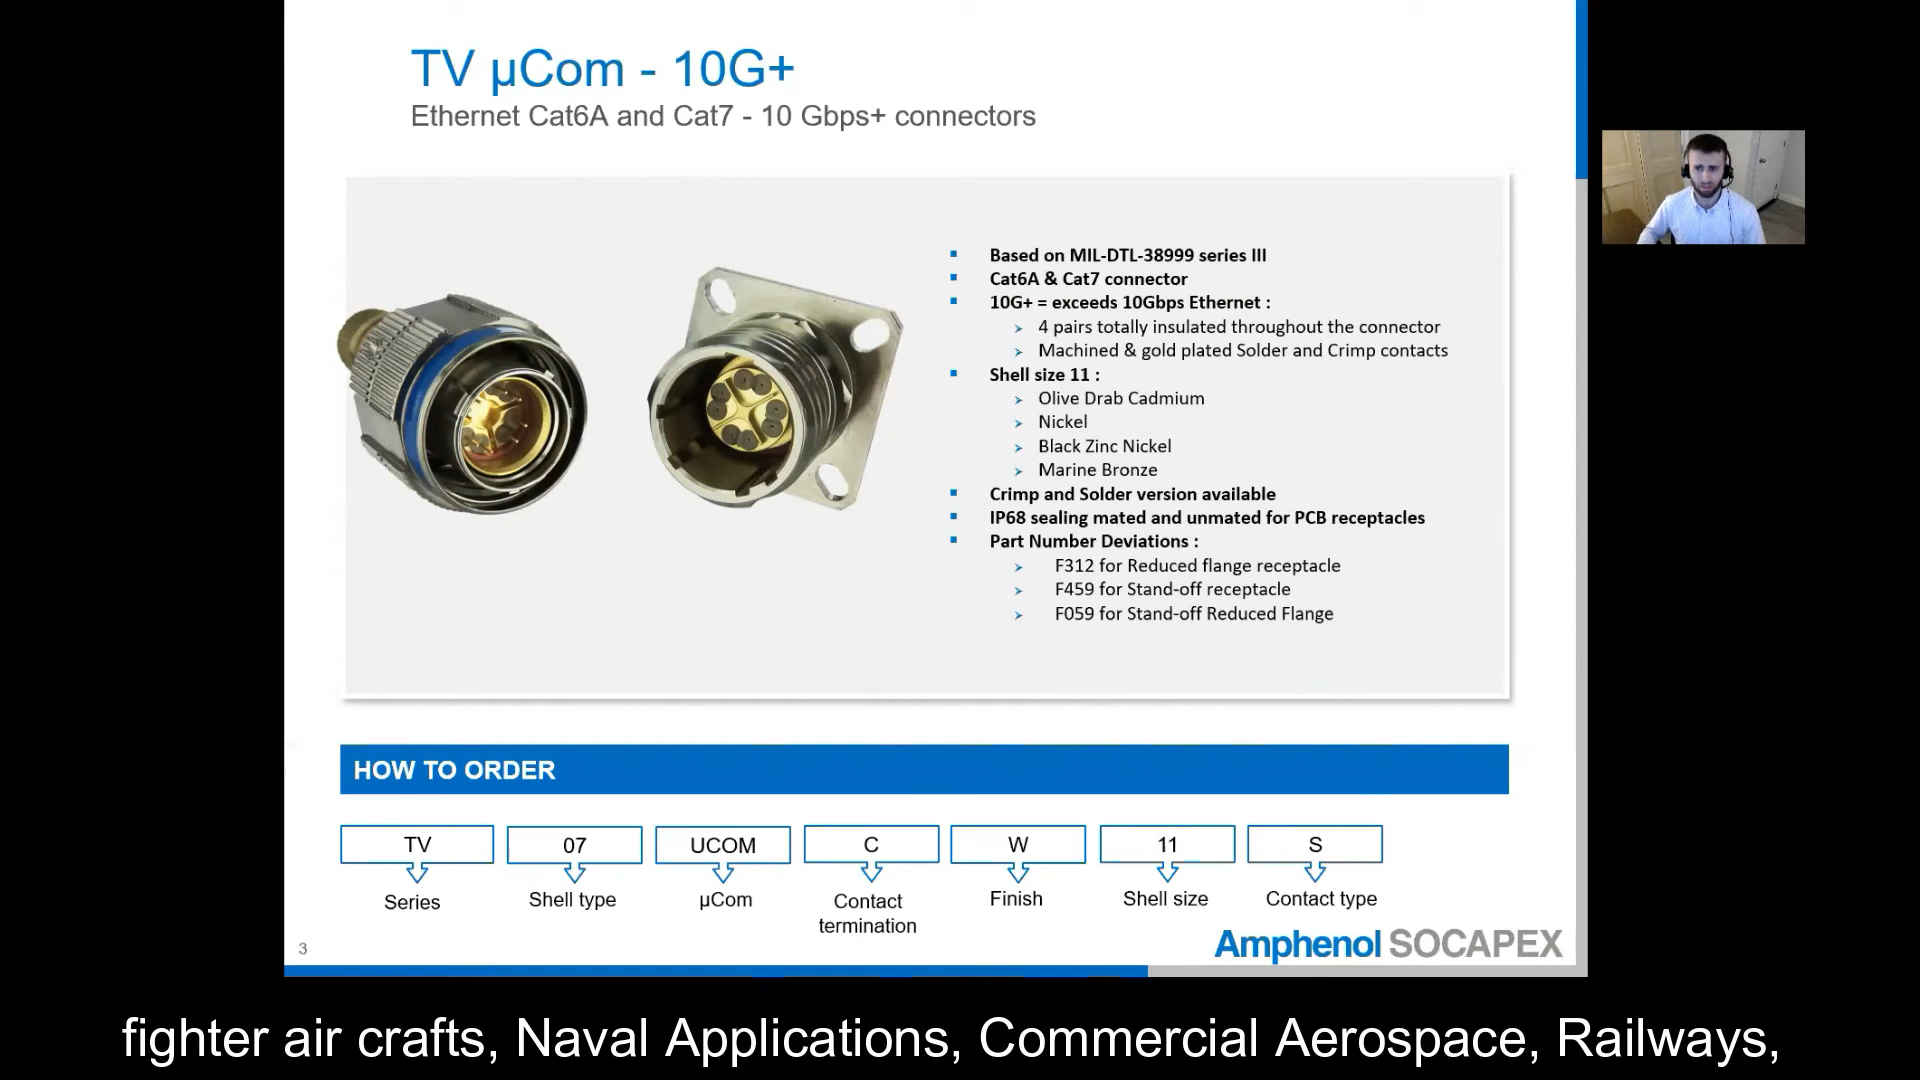 TV µCom - 10G+
Ethernet Cat6A and Cat7 - 10 Gbps+ connectors
Based on MIL-DTL-38999 series III
Cat6A & Cat7 connector
10G+ = exceeds 10Gbps Ethernet :
4 pairs totally insulated throughout the connector
Machined & gold plated Solder and Crimp contacts
Shell size 11 :
Olive Drab Cadmium
Nickel
Black Zinc Nickel
Marine Bronze
Crimp and Solder version available
IP68 sealing mated and unmated for PCB receptacles
Part Number Deviations :
F312 for Reduced flange receptacle
F459 for Stand-off receptacle
F059 for Stand-off Reduced Flange
HOW TO ORDER
TV 07 UCOM C W 11 S
Series Shell type µCom Contact termination Finish Shell size Contact type
3
Amphenol SOCAPEX
fighter air crafts, Naval Applications, Commercial Aerospace, Railways,